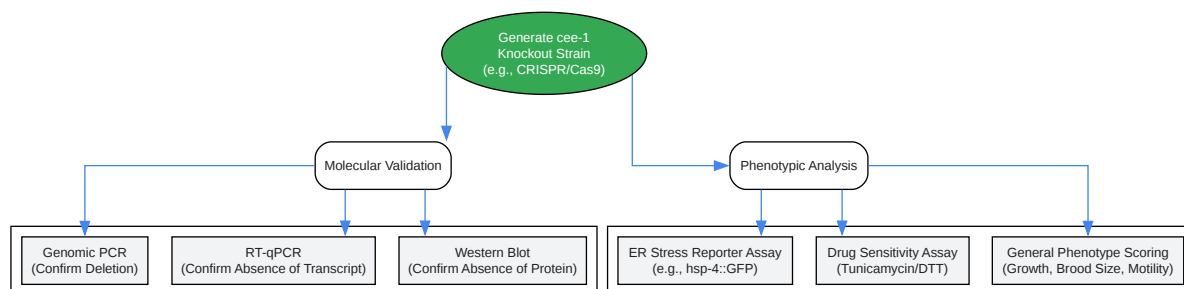 Generate cee-1
Knockout Strain
(e.g., CRISPR/Cas9)
Molecular Validation
Phenotypic Analysis
Genomic PCR
(Confirm Deletion)
RT-qPCR
(Confirm Absence of Transcript)
Western Blot
(Confirm Absence of Protein)
ER Stress Reporter Assay
(e.g., hsp-4::GFP)
Drug Sensitivity Assay
(Tunicamycin/DTT)
General Phenotype Scoring
(Growth, Brood Size, Motility)